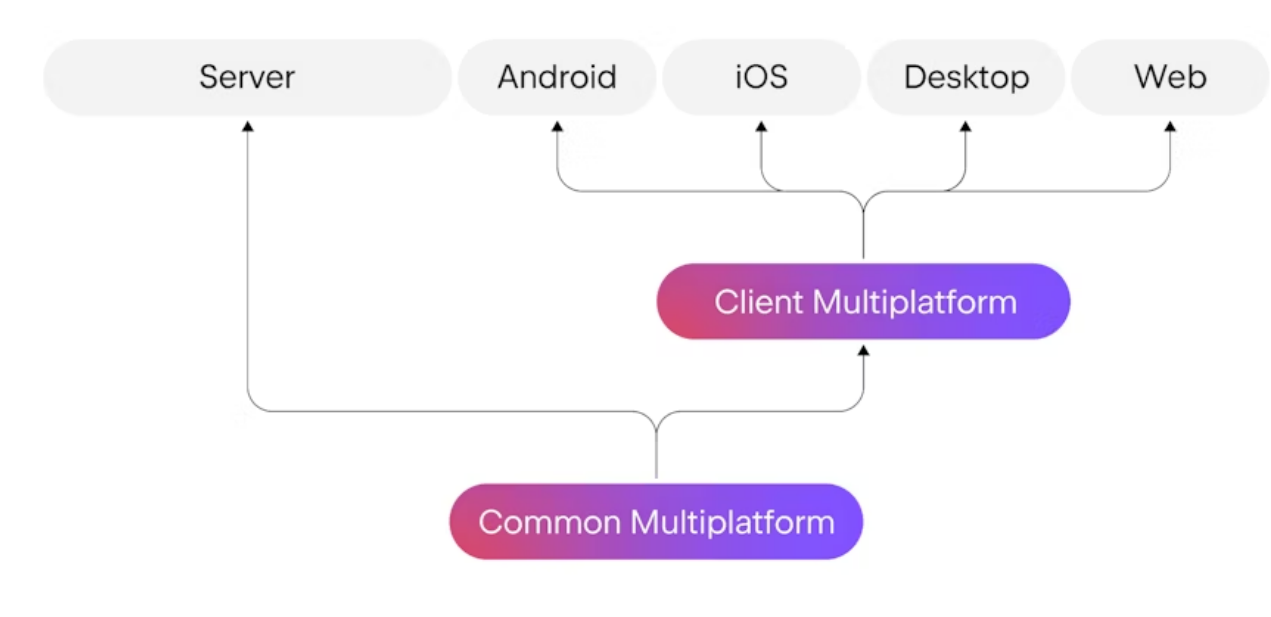 Server
Android
iOS
Desktop
Web
Client Multiplatform
Common Multiplatform